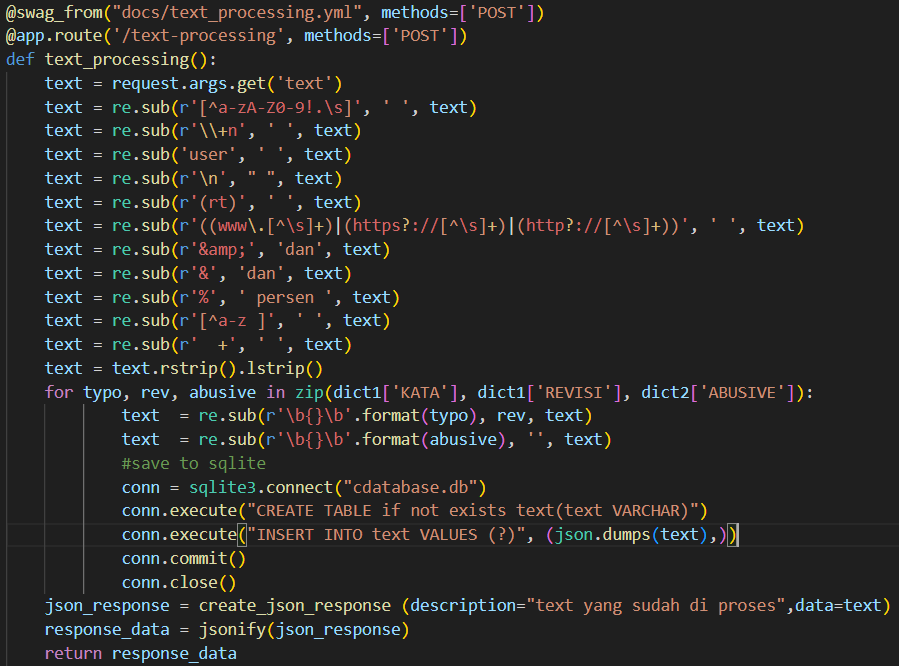 @swag_from("docs/text_processing.yml", methods=['POST'])
@app.route('/text-processing', methods=['POST'])
def text_processing():
    text = request.args.get('text')
    text = re.sub(r'[^a-zA-Z0-9!.\s]', ' ', text)
    text = re.sub(r'\\+n', ' ', text)
    text = re.sub('user', ' ', text)
    text = re.sub(r'\n', " ", text)
    text = re.sub(r'(rt)', ' ', text)
    text = re.sub(r'((www\.[^\s]+)|(https?://[^\s]+)|(http?://[^\s]+))', ' ', text)
    text = re.sub(r'&amp;', 'dan', text)
    text = re.sub(r'&', 'dan', text)
    text = re.sub(r'%', ' persen ', text)
    text = re.sub(r'[^a-z ]', ' ', text)
    text = re.sub(r'  +', ' ', text)
    text = text.rstrip().lstrip()
    for typo, rev, abusive in zip(dict1['KATA'], dict1['REVISI'], dict2['ABUSIVE']):
            text  = re.sub(r'\b{}\b'.format(typo), rev, text)
            text  = re.sub(r'\b{}\b'.format(abusive), '', text)
            #save to sqlite
            conn = sqlite3.connect("cdatabase.db")
            conn.execute("CREATE TABLE if not exists text(text VARCHAR)")
            conn.execute("INSERT INTO text VALUES (?)", (json.dumps(text),))
            conn.commit()
            conn.close()
    json_response = create_json_response (description="text yang sudah di proses",data=text)
    response_data = jsonify(json_response)
    return response_data